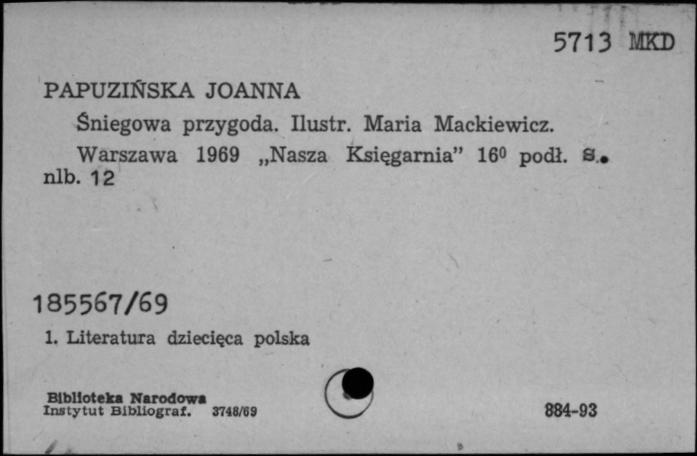 5713 MKD
PAPUZIŃSKA JOANNA
Śniegowa przygoda. Ilustr. Maria Mackiewicz.
Warszawa 1969 „Nasza Księgarnia” 16⁰ podł. s.
nlb. 12
185567/69
1. Literatura dziecięca polska
Biblioteka Narodowa
Instytut Bibliograf. 3748/69
884-93